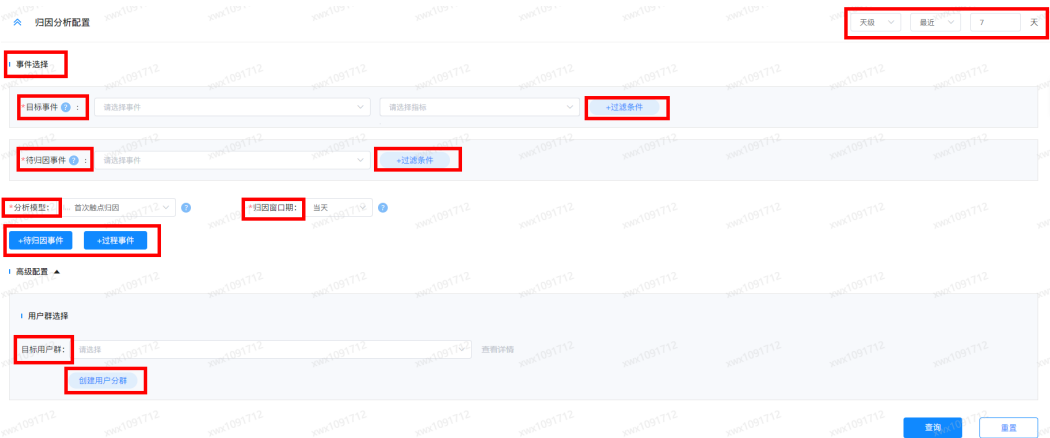 归因分析配置 天级 最近 7 天
事件选择
*目标事件 ? : 请选择事件 请选择指标 +过滤条件
*待归因事件 ? : 请选择事件 +过滤条件
*分析模型: 首次触点归因 ? *归因窗口期: 当天 ?
+待归因事件 +过程事件
高级配置
用户群选择
目标用户群: 请选择
创建用户分群
查询 重置
xwx1091712